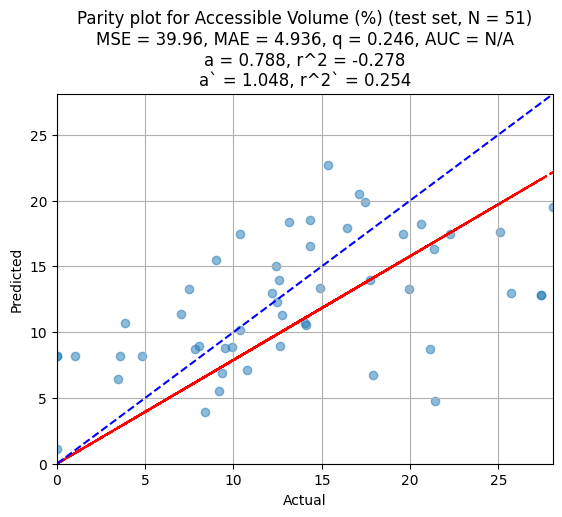 Parity plot for Accessible Volume (%) (test set, N = 51)
MSE = 39.96, MAE = 4.936, q = 0.246, AUC = N/A
a = 0.788, r^2 = -0.278
a` = 1.048, r^2` = 0.254
25
20
15
10
5
0
Predicted
0 5 10 15 20 25
Actual